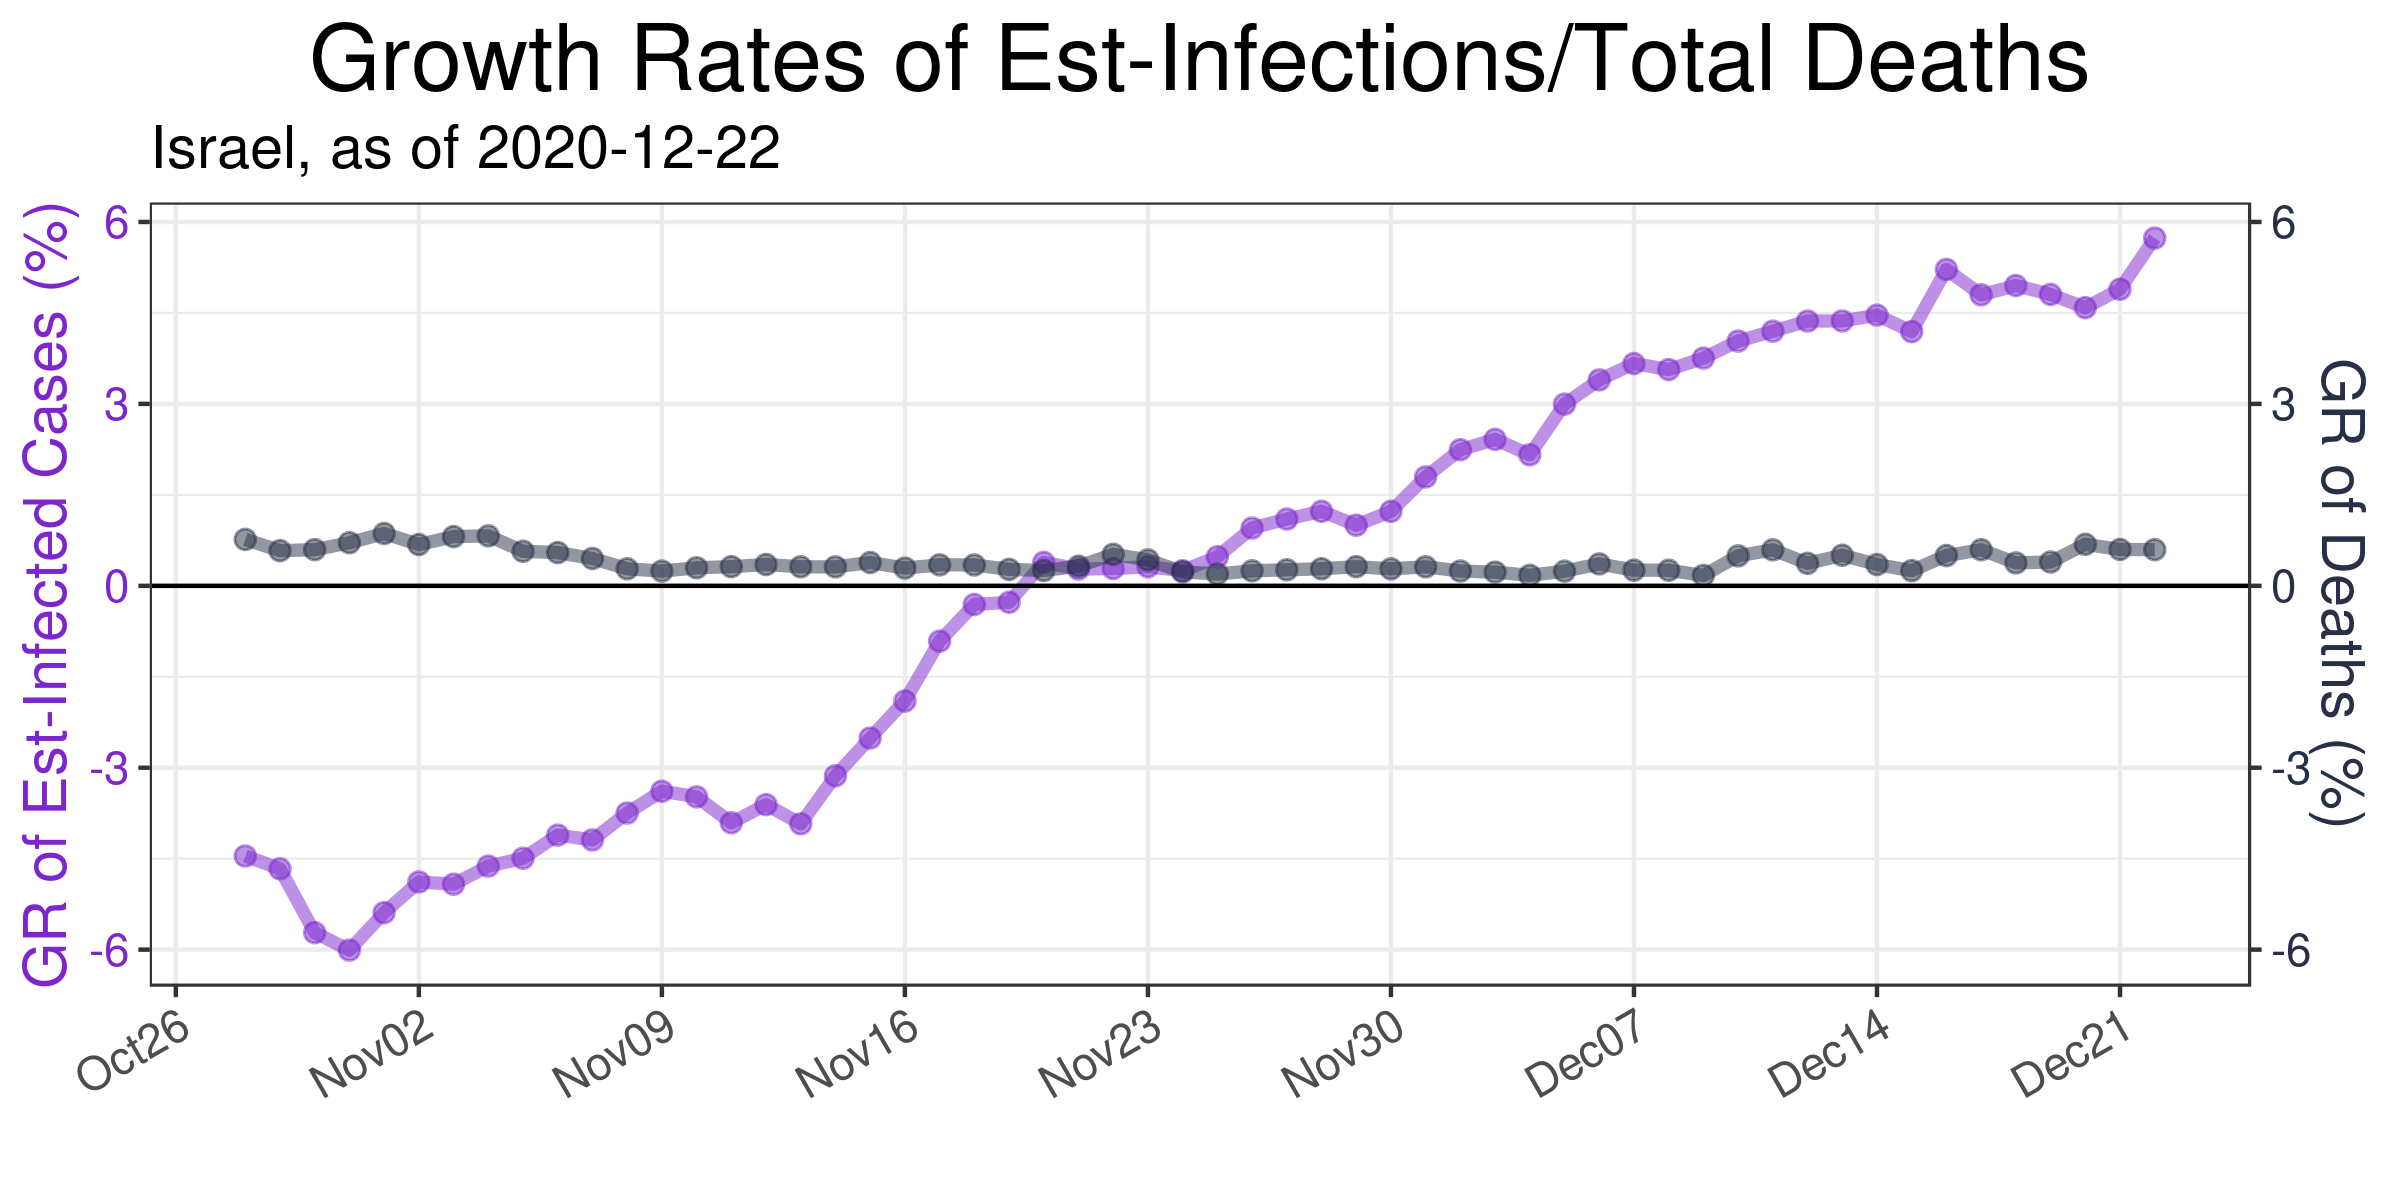 Growth Rates of Est-Infections/Total Deaths
Israel, as of 2020-12-22
GR of Est-Infected Cases (%)
6
3
0
-3
-6
6
3
0
-3
-6
GR of Deaths (%)
Oct26
Nov02
Nov09
Nov16
Nov23
Nov30
Dec07
Dec14
Dec21